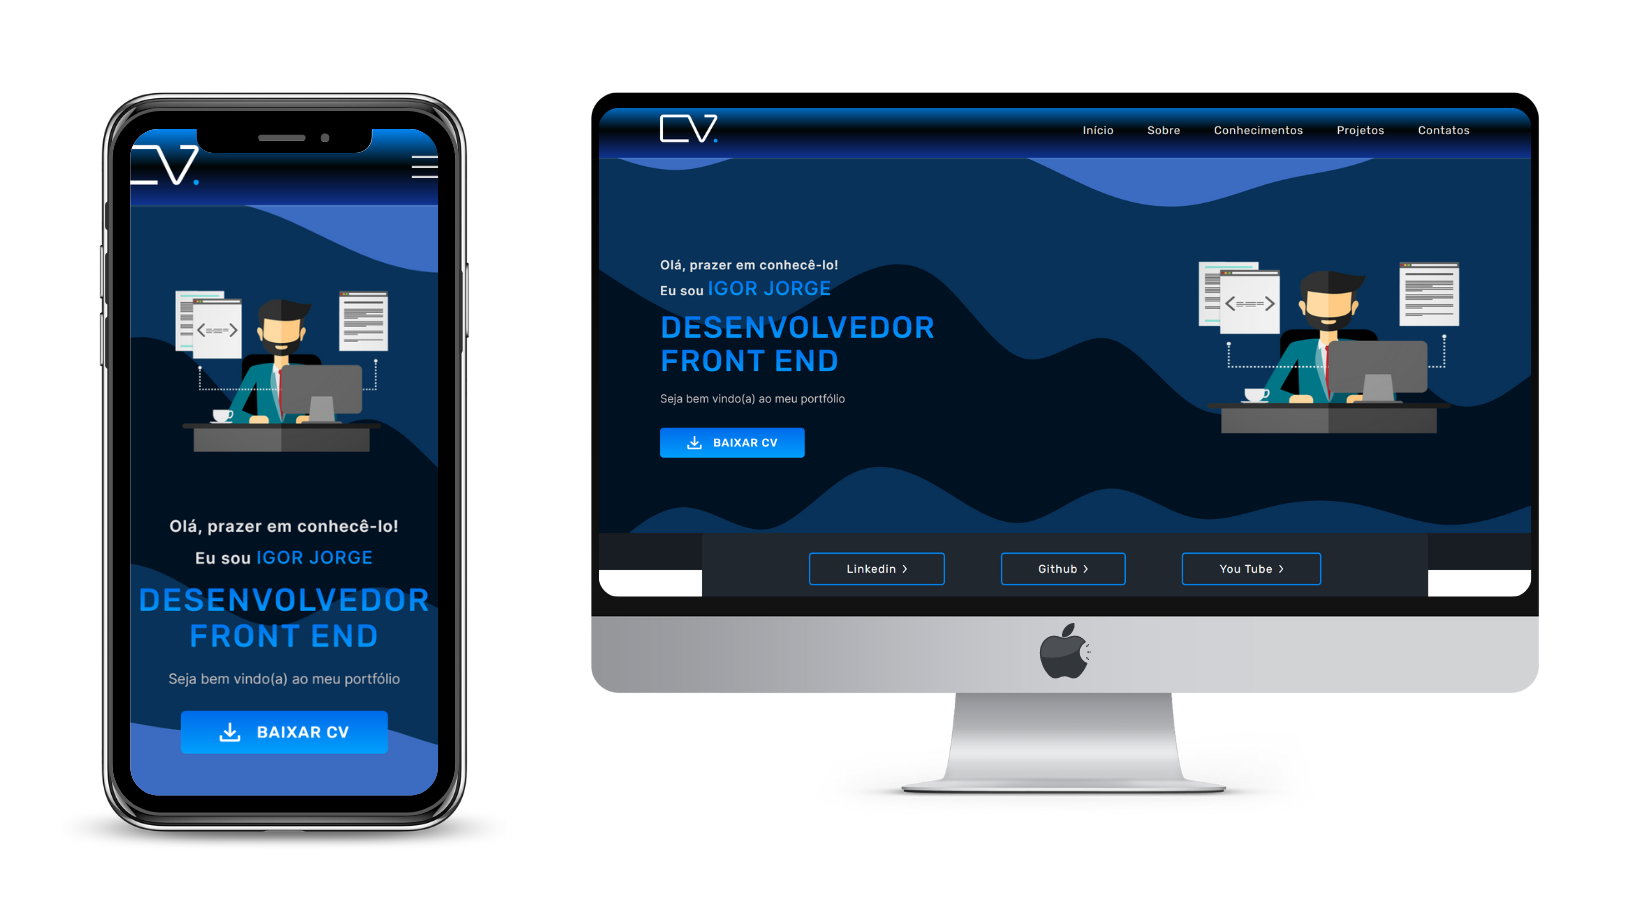 CV.
Olá, prazer em conhecê-lo!
Eu sou IGOR JORGE
DESENVOLVEDOR
FRONT END
Seja bem vindo(a) ao meu portfólio
BAIXAR CV
CV.
Início Sobre Conhecimentos Projetos Contatos
Olá, prazer em conhecê-lo!
Eu sou IGOR JORGE
DESENVOLVEDOR
FRONT END
Seja bem vindo(a) ao meu portfólio
BAIXAR CV
Linkedin > Github > You Tube >